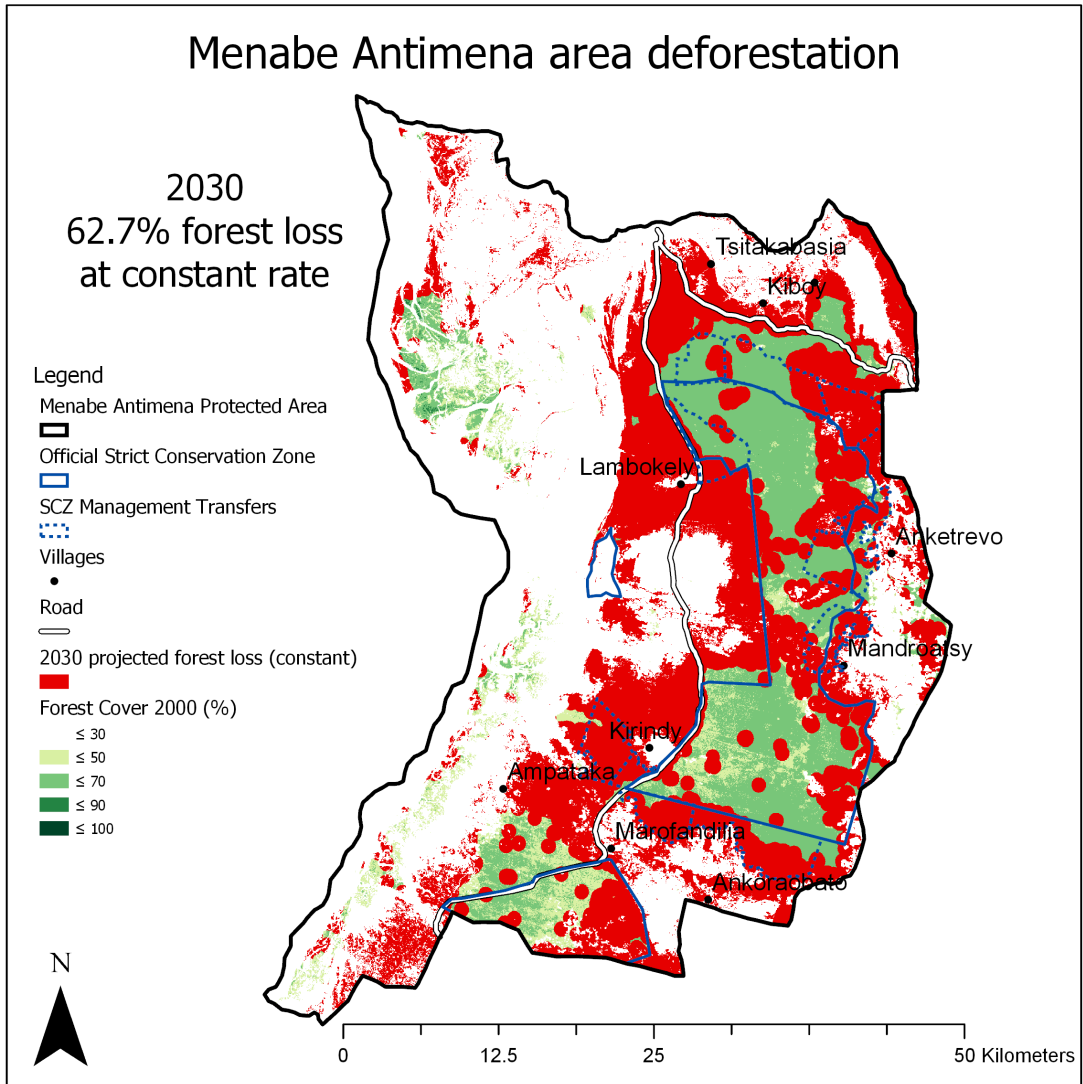 Menabe Antimena area deforestation
2030
62.7% forest loss
at constant rate
Legend
Menabe Antimena Protected Area
Official Strict Conservation Zone
SCZ Management Transfers
Villages
Road
2030 projected forest loss (constant)
Forest Cover 2000 (%)
≤ 30
≤ 50
≤ 70
≤ 90
≤ 100
Tsitakabasia
Kiboy
Lambokely
Anketrevo
Mandroatsy
Kirindy
Ampataka
Marofandilia
Ankoraobato
N
0 12.5 25 50 Kilometers